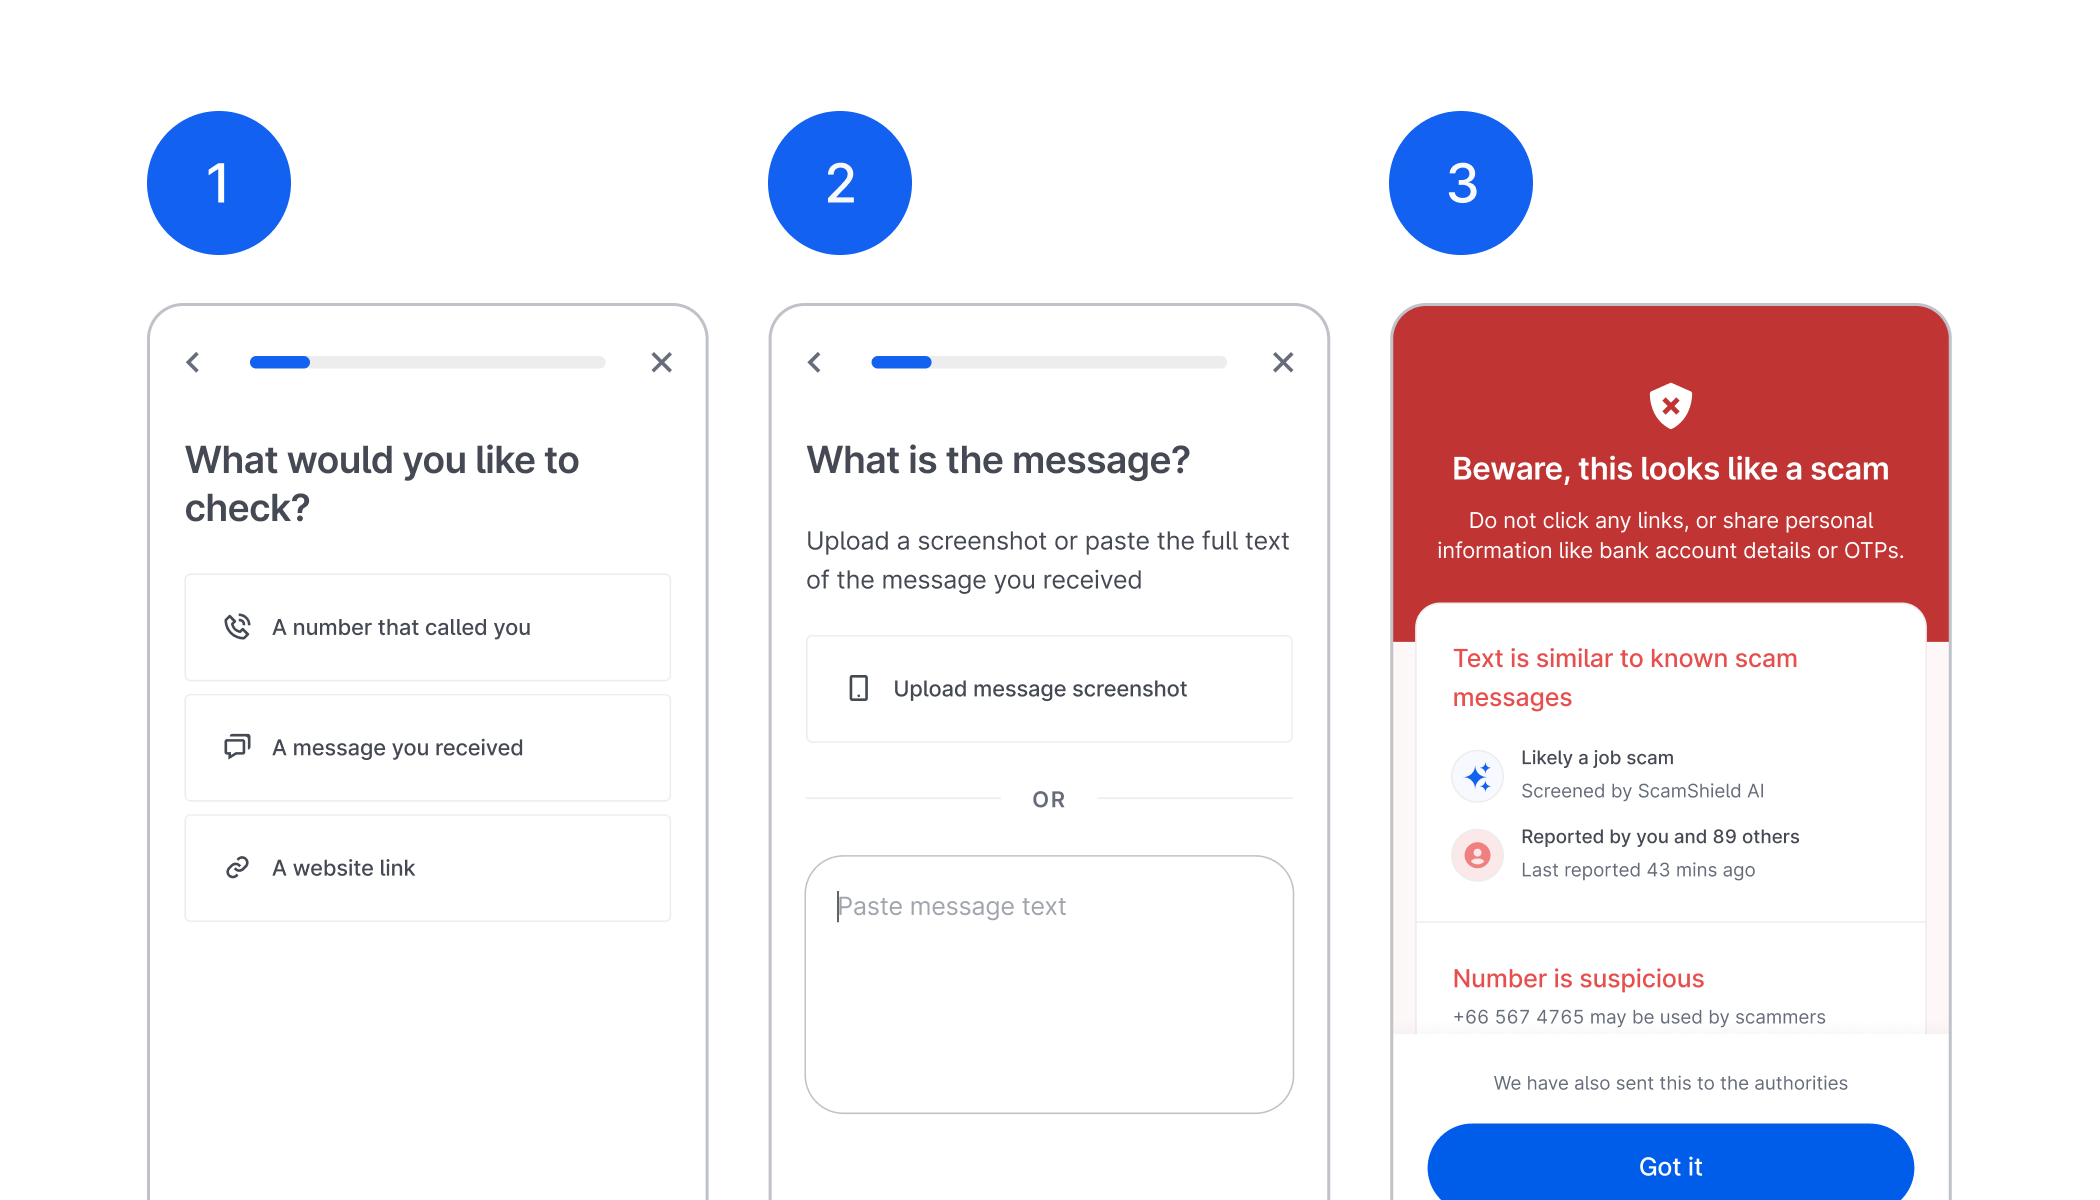 1
What would you like to
check?
A number that called you
A message you received
A website link
2
What is the message?
Upload a screenshot or paste the full text
of the message you received
Upload message screenshot
OR
Paste message text
3
Beware, this looks like a scam
Do not click any links, or share personal
information like bank account details or OTPs.
Text is similar to known scam
messages
Likely a job scam
Screened by ScamShield AI
Reported by you and 89 others
Last reported 43 mins ago
Number is suspicious
+66 567 4765 may be used by scammers
We have also sent this to the authorities
Got it